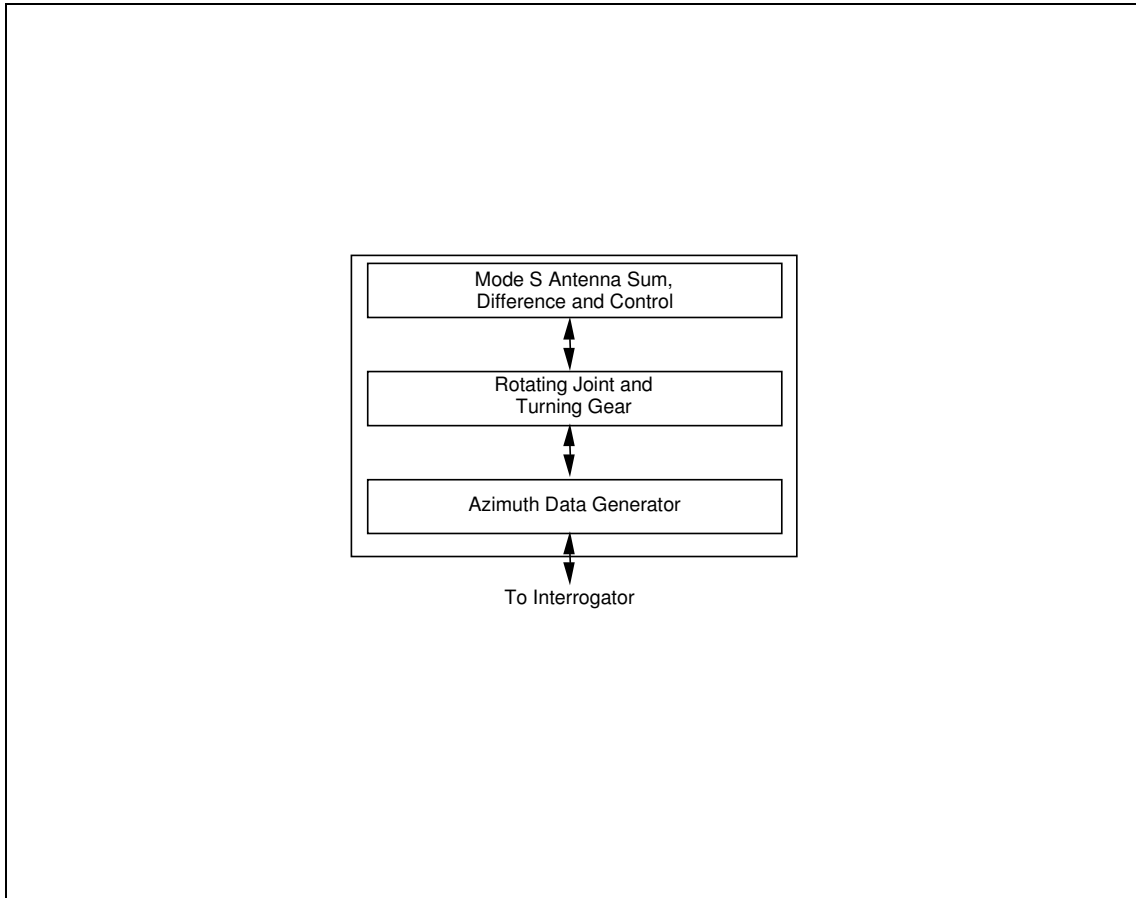 Mode S Antenna Sum,
Difference and Control
Rotating Joint and
Turning Gear
Azimuth Data Generator
To Interrogator